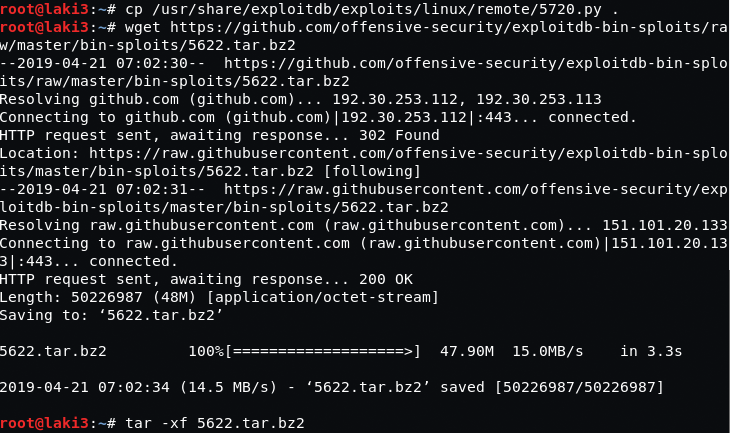 root@laki3:~# cp /usr/share/exploitdb/exploits/linux/remote/5720.py .
root@laki3:~# wget https://github.com/offensive-security/exploitdb-bin-sploits/ra
w/master/bin-sploits/5622.tar.bz2
--2019-04-21 07:02:30--  https://github.com/offensive-security/exploitdb-bin-splo
its/raw/master/bin-sploits/5622.tar.bz2
Resolving github.com (github.com)... 192.30.253.112, 192.30.253.113
Connecting to github.com (github.com)|192.30.253.112|:443... connected.
HTTP request sent, awaiting response... 302 Found
Location: https://raw.githubusercontent.com/offensive-security/exploitdb-bin-splo
its/master/bin-sploits/5622.tar.bz2 [following]
--2019-04-21 07:02:31--  https://raw.githubusercontent.com/offensive-security/exp
loitdb-bin-sploits/master/bin-sploits/5622.tar.bz2
Resolving raw.githubusercontent.com (raw.githubusercontent.com)... 151.101.20.133
Connecting to raw.githubusercontent.com (raw.githubusercontent.com)|151.101.20.13
3|:443... connected.
HTTP request sent, awaiting response... 200 OK
Length: 50226987 (48M) [application/octet-stream]
Saving to: ‘5622.tar.bz2’
5622.tar.bz2         100%[===================>]  47.90M  15.0MB/s    in 3.3s
2019-04-21 07:02:34 (14.5 MB/s) - ‘5622.tar.bz2’ saved [50226987/50226987]
root@laki3:~# tar -xf 5622.tar.bz2